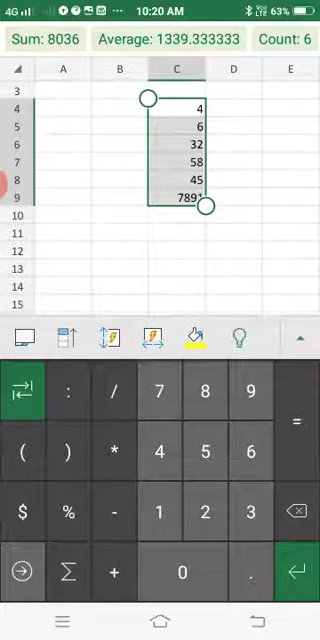 4G 10:20 AM Vo) LTE 63%
Sum: 8036 Average: 1339.333333 Count: 6
A B C D E
3
4 4
5 6
6 32
7 58
8 45
9 7891
10
11
12
13
14
15
: / 7 8 9 =
( ) * 4 5 6
$ % - 1 2 3
Σ + 0 .